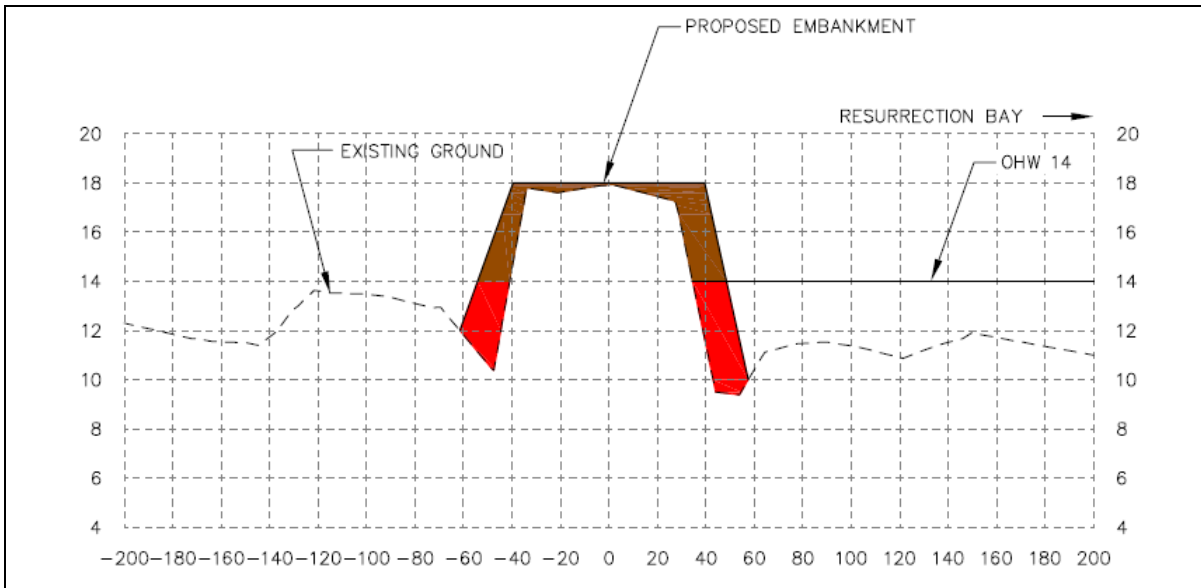 PROPOSED EMBANKMENT
RESURRECTION BAY
20 20
EXISTING GROUND
OHW 14
18 18
16 16
14 14
12 12
10 10
8 8
6 6
4 4
-200 -180 -160 -140 -120 -100 -80 -60 -40 -20 0 20 40 60 80 100 120 140 160 180 200